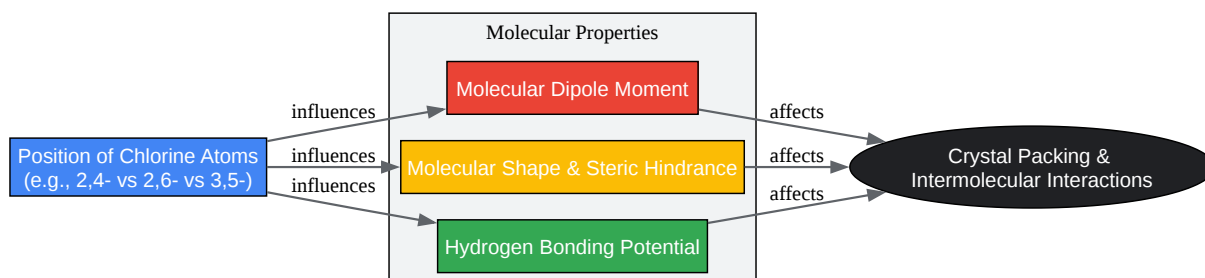 Molecular Properties
Molecular Dipole Moment
influences
affects
Position of Chlorine Atoms
(e.g., 2,4- vs 2,6- vs 3,5-)
influences
Molecular Shape & Steric Hindrance
affects
Crystal Packing &
Intermolecular Interactions
influences
affects
Hydrogen Bonding Potential